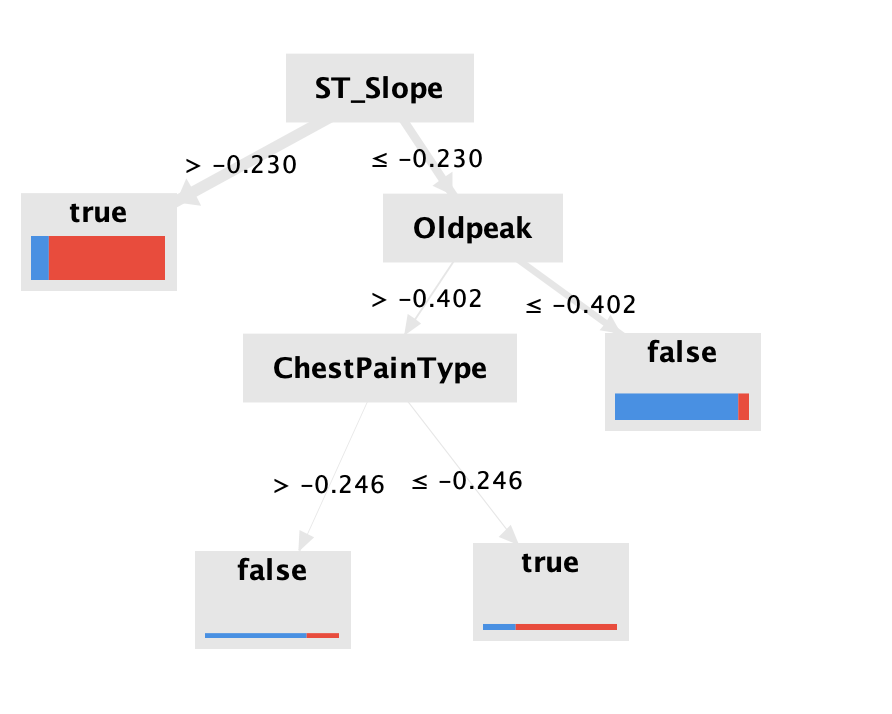 ST_Slope
> −0.230
≤ −0.230
true
Oldpeak
> −0.402
≤ −0.402
ChestPainType
false
> −0.246
≤ −0.246
false
true